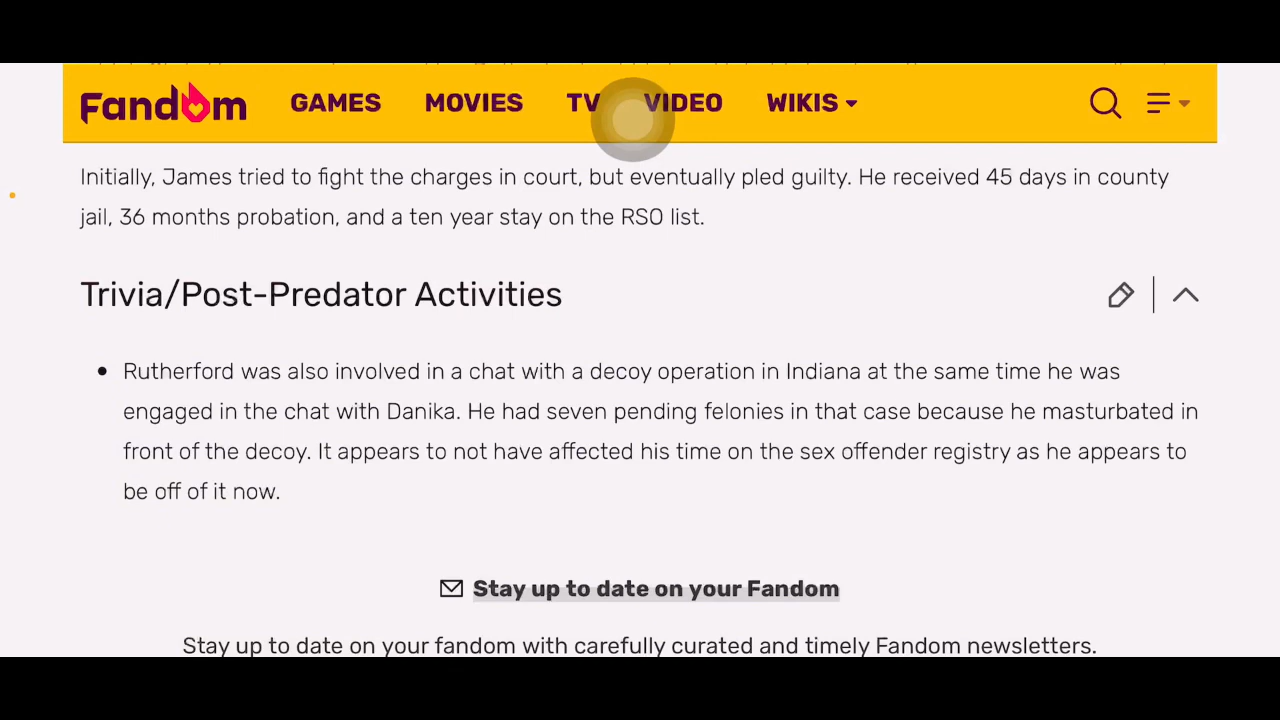 Fandom GAMES MOVIES TV VIDEO WIKIS
Initially, James tried to fight the charges in court, but eventually pled guilty. He received 45 days in county
jail, 36 months probation, and a ten year stay on the RSO list.
Trivia/Post-Predator Activities
Rutherford was also involved in a chat with a decoy operation in Indiana at the same time he was
engaged in the chat with Danika. He had seven pending felonies in that case because he masturbated in
front of the decoy. It appears to not have affected his time on the sex offender registry as he appears to
be off of it now.
Stay up to date on your Fandom
Stay up to date on your fandom with carefully curated and timely Fandom newsletters.